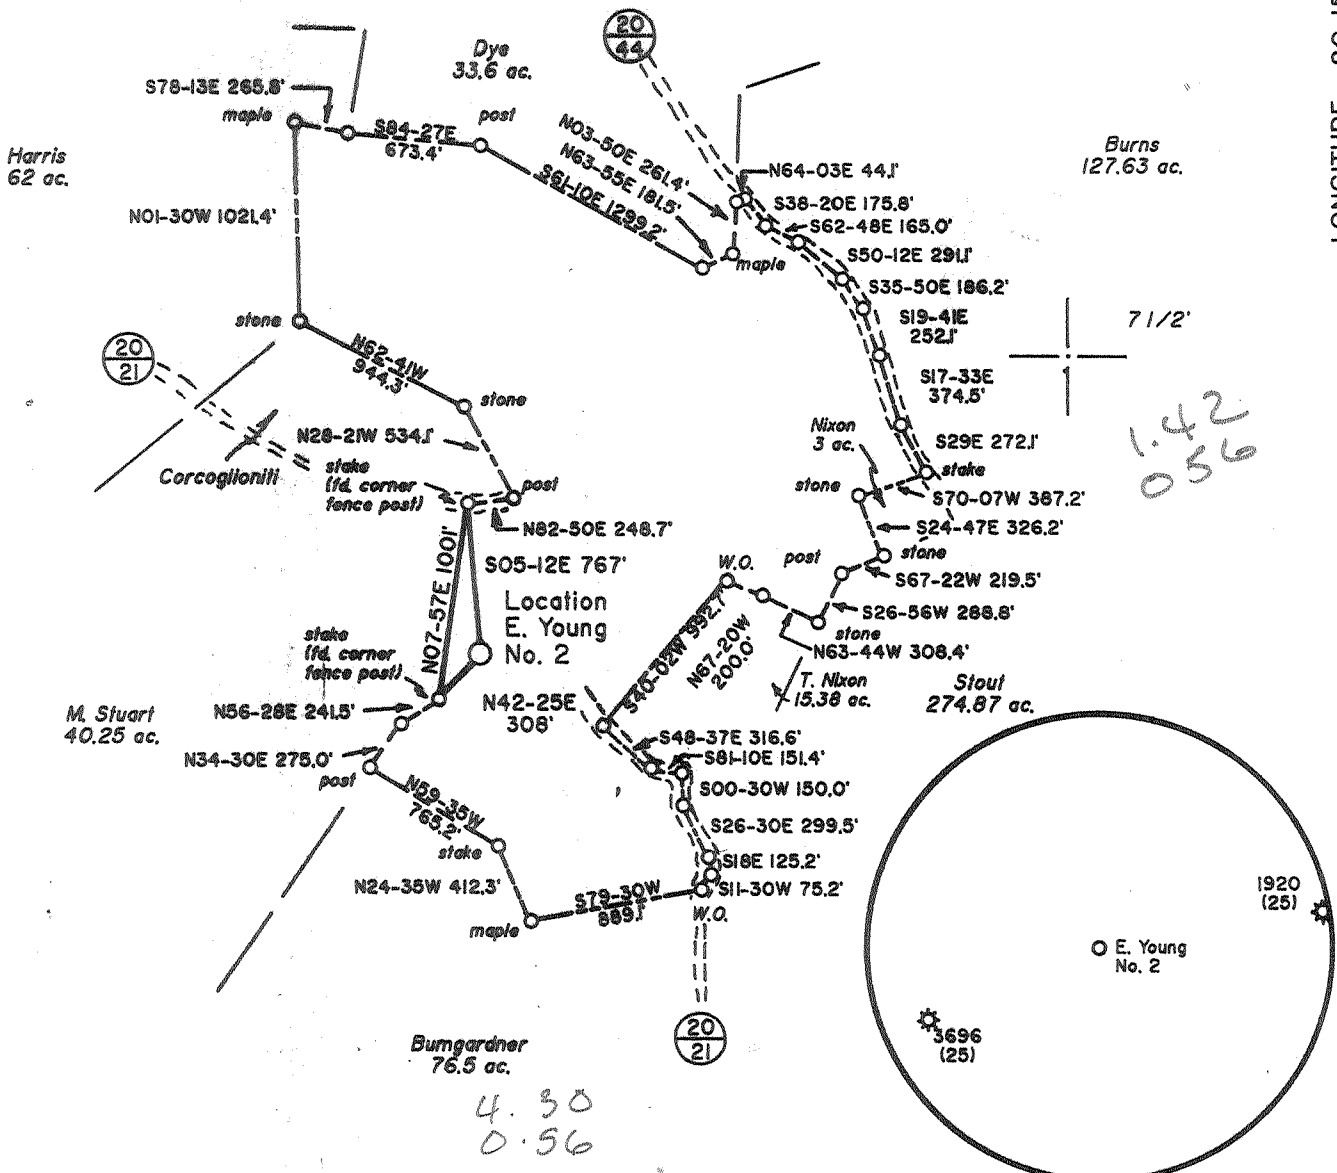 20
44
Dye
33.6 ac.
S78-13E 265.8'
maple
post
S84-27E
673.4'
Harris
62 ac.
N03-50E 261.4'
N63-55E 181.5'
S61-10E 1299.2'
N64-03E 44.1'
Burns
127.63 ac.
S38-20E 175.8'
N01-30W 1021.4'
S62-48E 165.0'
maple
S50-12E 291.1'
S35-50E 186.2'
stone
S19-41E
252.1'
7 1/2'
20
21
N62-41W
944.3'
S17-33E
374.5'
stone
1.42
056
Nixon
3 ac.
N28-21W 534.1'
S29E 272.1'
Corcoglioniti
stake
(fd. corner
fence post)
post
stone
stake
S70-07W 387.2'
N82-50E 248.7'
S24-47E 326.2'
S05-12E 767'
W.O.
post
stone
S67-22W 219.5'
N07-57E 1001'
Location
E. Young
No. 2
S26-56W 288.8'
stone
N63-44W 308.4'
stake
(fd. corner
fence post)
S40-02W 992.7'
N67-20W
200.0'
T. Nixon
15.38 ac.
Stout
274.87 ac.
M. Stuart
40.25 ac.
N56-28E 241.5'
N42-25E
308'
N34-30E 275.0'
S48-37E 316.6'
S81-10E 151.4'
post
S00-30W 150.0'
N59-35W
765.2'
S26-30E 299.5'
stake
S18E 125.2'
N24-35W 412.3'
S79-30W
889.1'
S11-30W 75.2'
W.O.
maple
1920
(25)
E. Young
No. 2
3696
(25)
20
21
Bumgardner
76.5 ac.
4.30
0.56